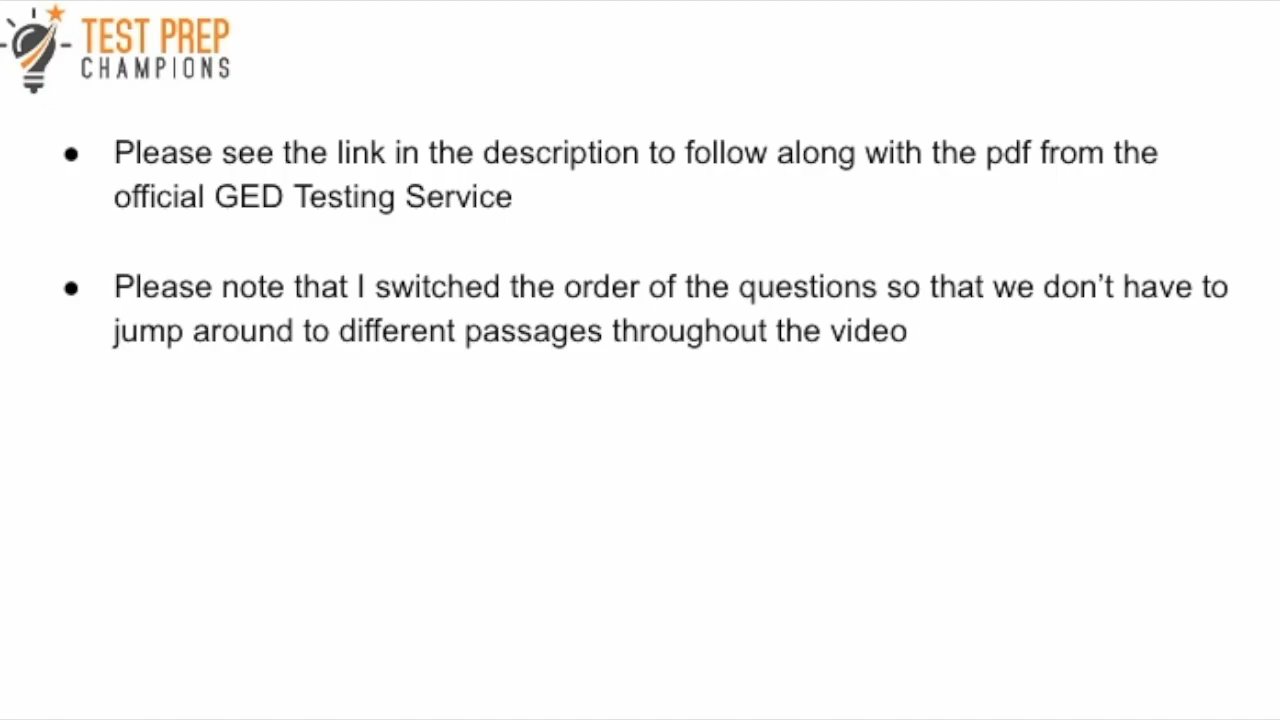 TEST PREP
CHAMPIONS
● Please see the link in the description to follow along with the pdf from the
official GED Testing Service
● Please note that I switched the order of the questions so that we don’t have to
jump around to different passages throughout the video